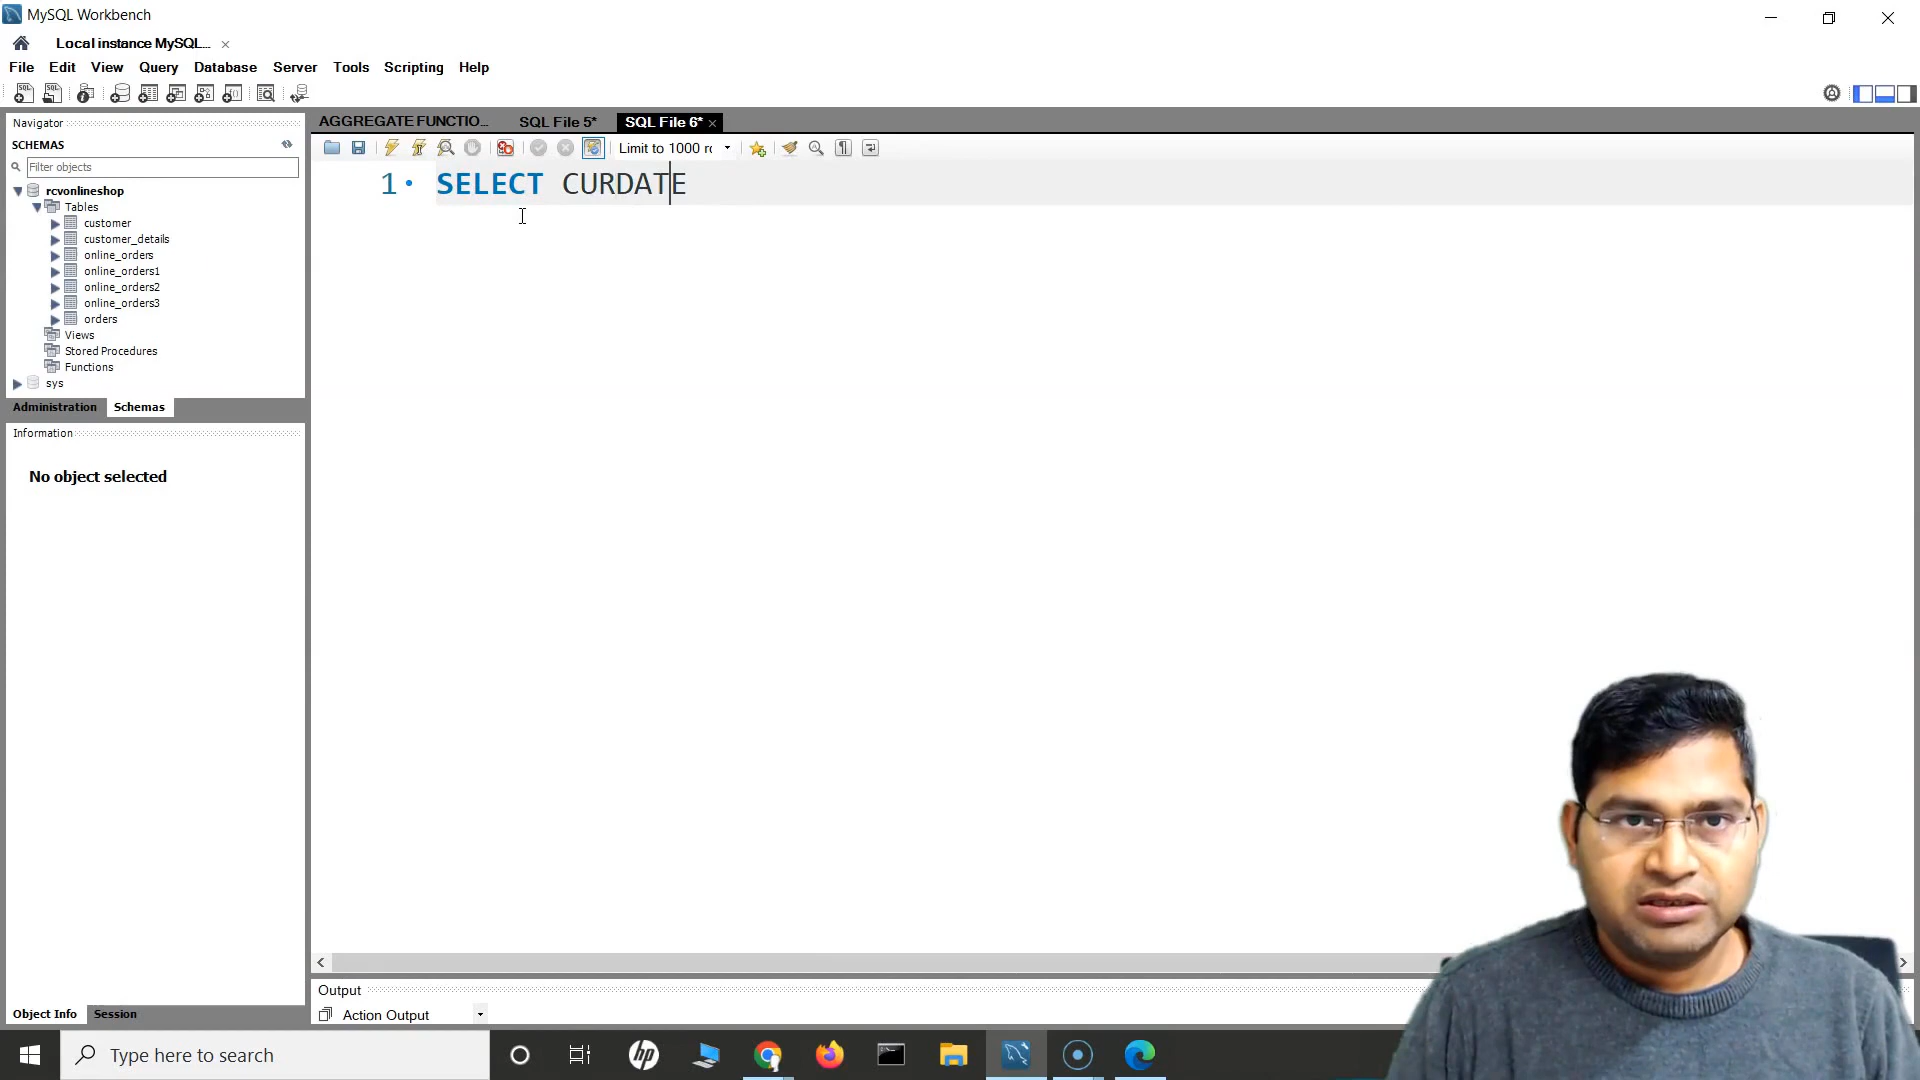 MySQL Workbench
Local instance MySQL...
File Edit View Query Database Server Tools Scripting Help
Navigator
SCHEMAS
Filter objects
rcvonlineshop
Tables
customer
customer_details
online_orders
online_orders1
online_orders2
online_orders3
orders
Views
Stored Procedures
Functions
sys
Administration Schemas
Information
No object selected
Object Info Session
AGGREGATE FUNCTIO... SQL File 5* SQL File 6*
Limit to 1000 rc
1 SELECT CURDATE
Output
Action Output
Type here to search